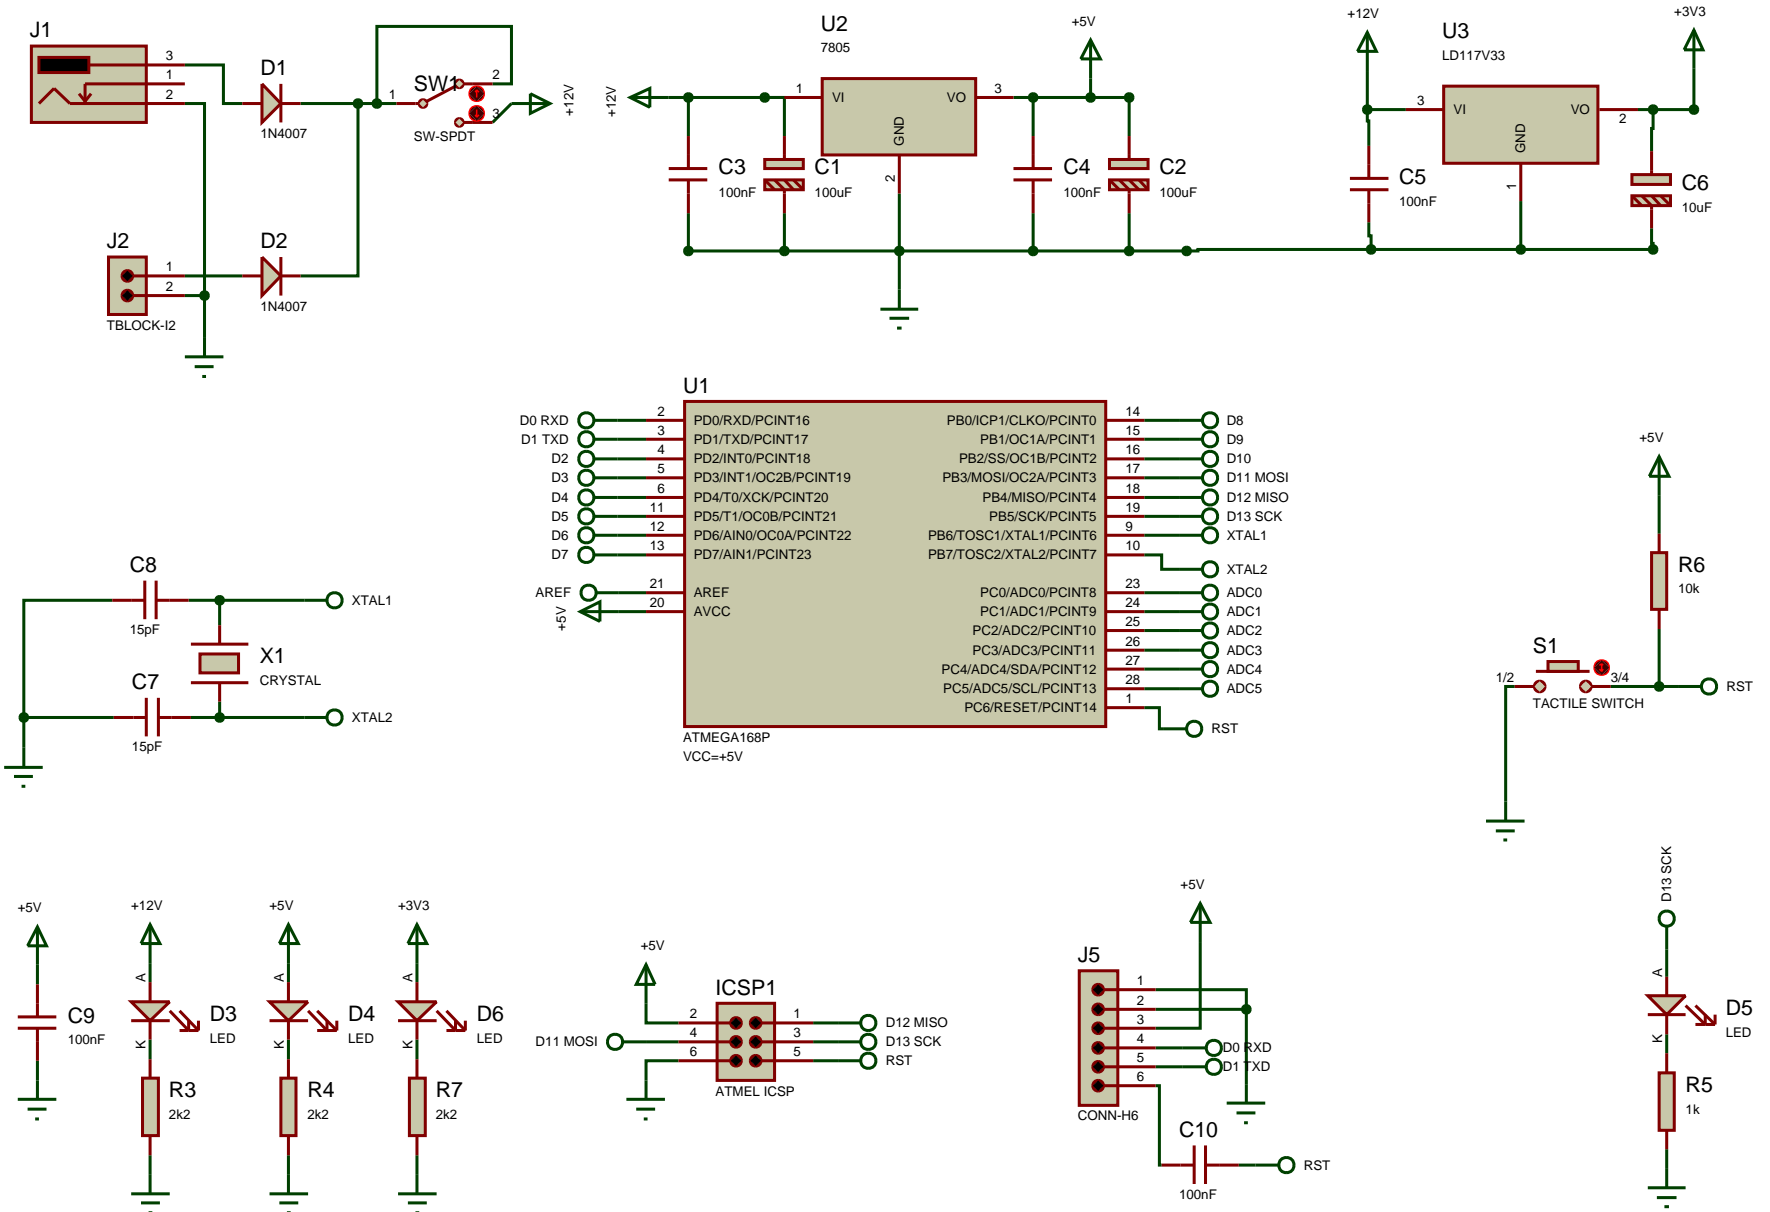 J1
3
1
2
D1
1N4007
SW1
1
2
3
SW-SPDT
+12V
J2
1
2
TBLOCK-I2
D2
1N4007
+12V
U2
7805
1
VI
VO
3
GND
2
+5V
C3
100nF
C1
100uF
C4
100nF
C2
100uF
+12V
U3
LD117V33
3
VI
VO
2
GND
1
+3V3
C5
100nF
C6
10uF
U1
D0 RXD 2 PD0/RXD/PCINT16 PB0/ICP1/CLKO/PCINT0 14 D8
D1 TXD 3 PD1/TXD/PCINT17 PB1/OC1A/PCINT1 15 D9
D2 4 PD2/INT0/PCINT18 PB2/SS/OC1B/PCINT2 16 D10
D3 5 PD3/INT1/OC2B/PCINT19 PB3/MOSI/OC2A/PCINT3 17 D11 MOSI
D4 6 PD4/T0/XCK/PCINT20 PB4/MISO/PCINT4 18 D12 MISO
D5 11 PD5/T1/OC0B/PCINT21 PB5/SCK/PCINT5 19 D13 SCK
D6 12 PD6/AIN0/OC0A/PCINT22 PB6/TOSC1/XTAL1/PCINT6 9 XTAL1
D7 13 PD7/AIN1/PCINT23 PB7/TOSC2/XTAL2/PCINT7 10 XTAL2
AREF 21 AREF PC0/ADC0/PCINT8 23 ADC0
+5V 20 AVCC PC1/ADC1/PCINT9 24 ADC1
PC2/ADC2/PCINT10 25 ADC2
PC3/ADC3/PCINT11 26 ADC3
PC4/ADC4/SDA/PCINT12 27 ADC4
PC5/ADC5/SCL/PCINT13 28 ADC5
PC6/RESET/PCINT14 1 RST
ATMEGA168P
VCC=+5V
C8
15pF
XTAL1
X1
CRYSTAL
C7
15pF
XTAL2
+5V
R6
10k
S1
1/2
3/4
TACTILE SWITCH
RST
+5V
C9
100nF
+12V
A
D3
LED
K
R3
2k2
+5V
A
D4
LED
K
R4
2k2
+3V3
A
D6
LED
K
R7
2k2
+5V
ICSP1
2 1 D12 MISO
D11 MOSI 4 3 D13 SCK
6 5 RST
ATMEL ICSP
+5V
J5
1
2
3
4 D0 RXD
5 D1 TXD
6
CONN-H6
C10
100nF
RST
D13 SCK
A
D5
LED
K
R5
1k